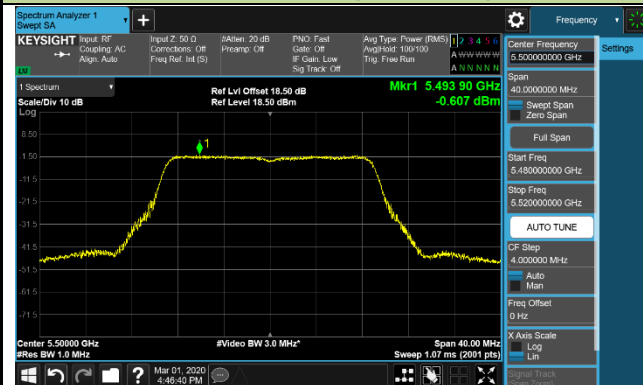 Spectrum Analyzer 1
Swept SA
Frequency
KEYSIGHT
Input: RF
Coupling: AC
Align: Auto
Input Z: 50 Ω
Corrections: Off
Freq Ref: Int (S)
#Atten: 20 dB
Preamp: Off
PNO: Fast
Gate: Off
IF Gain: Low
Sig Track: Off
Avg Type: Power (RMS)
Avg|Hold: 100/100
Trig: Free Run
1 2 3 4 5 6
A W W W W W
A N N N N N
LXI
Center Frequency
5.500000000 GHz
Settings
Span
40.0000000 MHz
Swept Span
Zero Span
Full Span
Start Freq
5.480000000 GHz
Stop Freq
5.520000000 GHz
AUTO TUNE
CF Step
4.000000 MHz
Auto
Man
Freq Offset
0 Hz
X Axis Scale
Log
Lin
Signal Track
(Span Zoom)
1 Spectrum
Scale/Div 10 dB
Log
Ref Lvl Offset 18.50 dB
Ref Level 18.50 dBm
Mkr1 5.493 90 GHz
-0.607 dBm
1
8.50
-1.50
-11.5
-21.5
-31.5
-41.5
-51.5
-61.5
-71.5
Center 5.50000 GHz
#Res BW 1.0 MHz
#Video BW 3.0 MHz*
Span 40.00 MHz
Sweep 1.07 ms (2001 pts)
Mar 01, 2020
4:46:40 PM